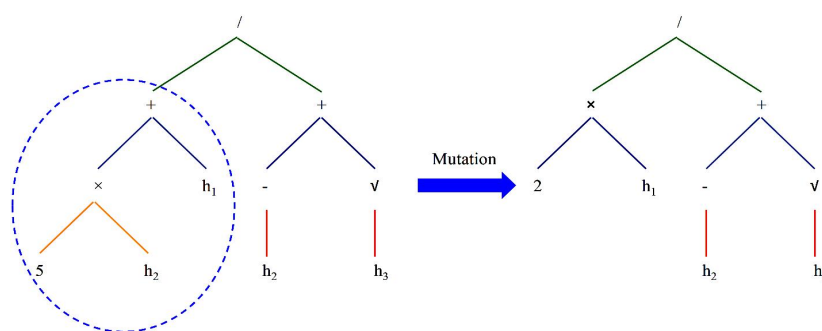 / /
+ + × +
Mutation
× h₁ - √ 2 h₁ - √
5 h₂ h₂ h₃ h₂ h